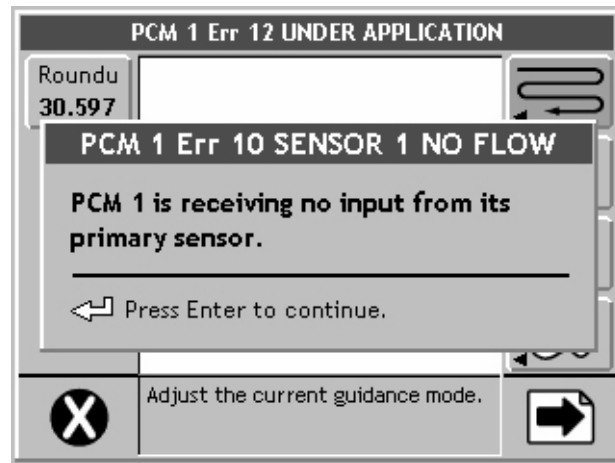 PCM 1 Err 12 UNDER APPLICATION
Roundu
30.597
PCM 1 Err 10 SENSOR 1 NO FLOW
PCM 1 is receiving no input from its
primary sensor.
Press Enter to continue.
Adjust the current guidance mode.